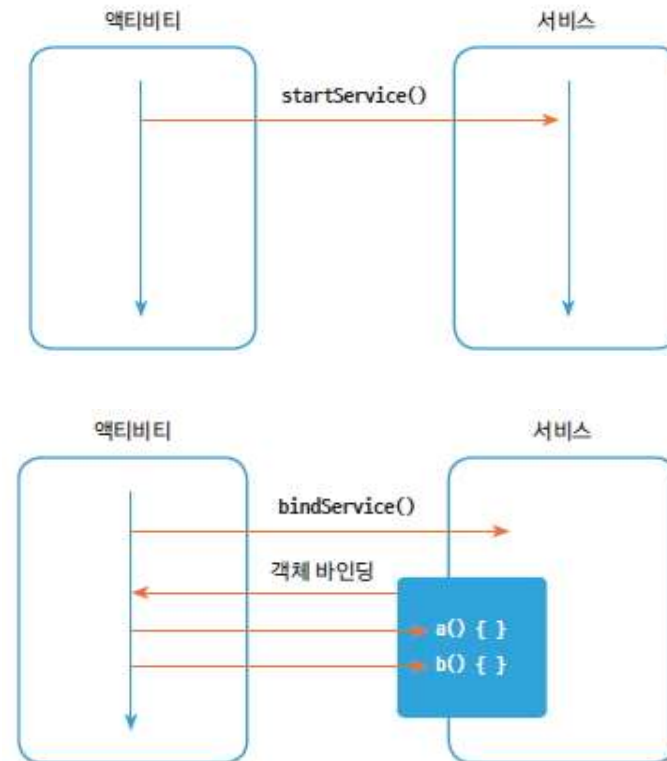 액티비티
서비스
startService()
액티비티
서비스
bindService()
객체 바인딩
a() { }
b() { }